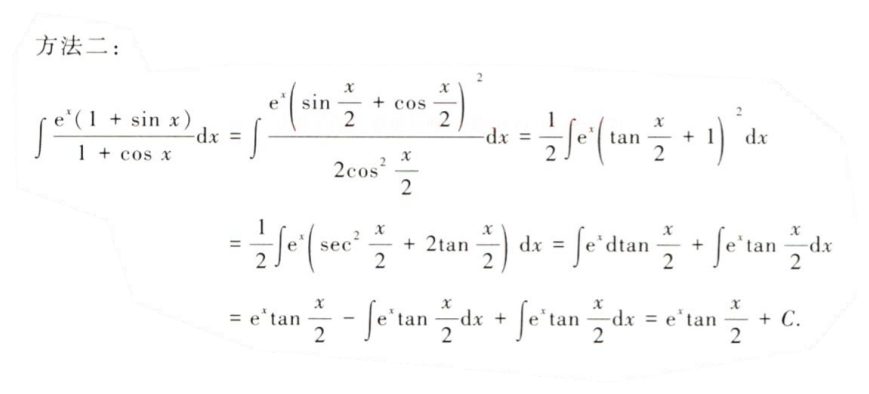 方法二：
∫ e^x(1 + sin x)/(1 + cos x) dx = ∫ e^x(sin x/2 + cos x/2)^2/(2cos^2 x/2) dx = 1/2 ∫e^x(tan x/2 + 1)^2 dx
= 1/2 ∫e^x(sec^2 x/2 + 2tan x/2) dx = ∫e^x dtan x/2 + ∫e^x tan x/2 dx
= e^x tan x/2 - ∫e^x tan x/2 dx + ∫e^x tan x/2 dx = e^x tan x/2 + C.